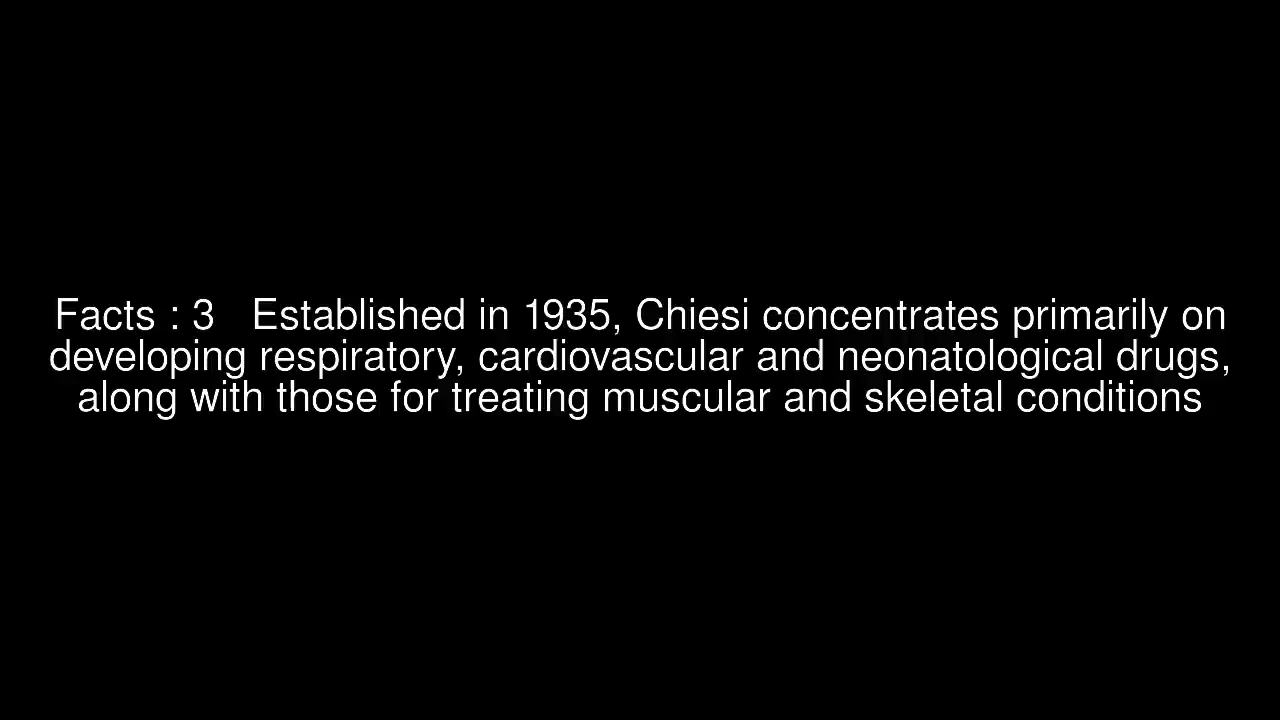 Facts : 3   Established in 1935, Chiesi concentrates primarily on
developing respiratory, cardiovascular and neonatological drugs,
along with those for treating muscular and skeletal conditions